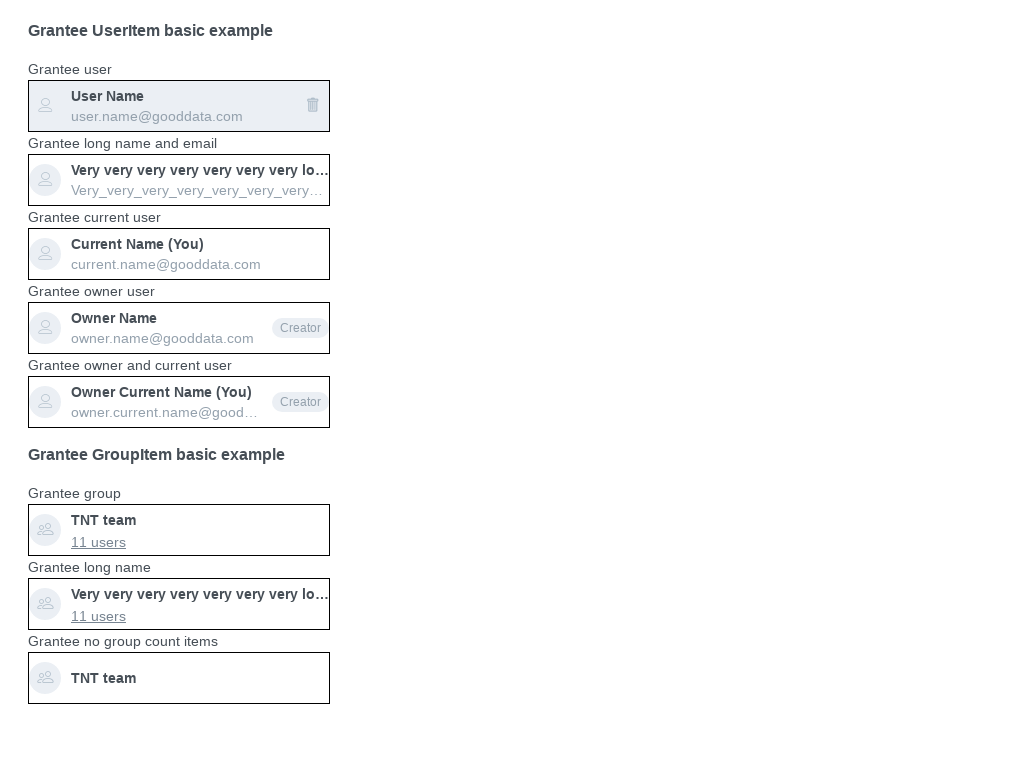 Grantee UserItem basic example
Grantee user
User Name
user.name@gooddata.com
Grantee long name and email
Very very very very very very very lo…
Very_very_very_very_very_very_very…
Grantee current user
Current Name (You)
current.name@gooddata.com
Grantee owner user
Owner Name
owner.name@gooddata.com
Creator
Grantee owner and current user
Owner Current Name (You)
owner.current.name@good…
Creator
Grantee GroupItem basic example
Grantee group
TNT team
11 users
Grantee long name
Very very very very very very very lo…
11 users
Grantee no group count items
TNT team